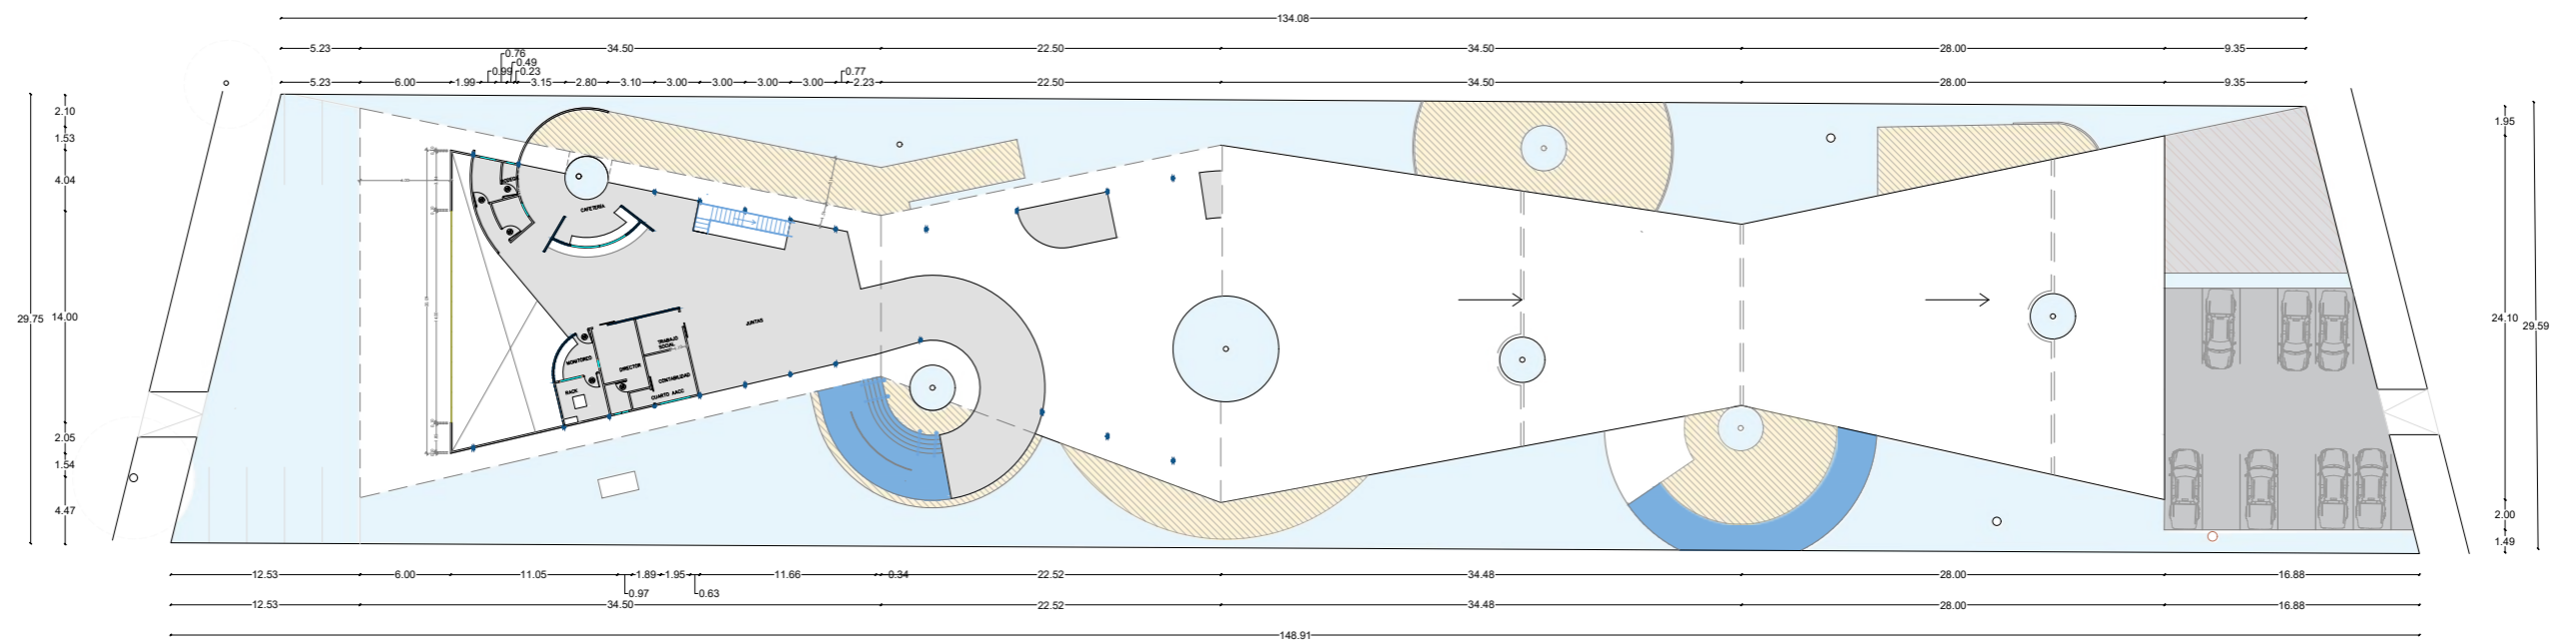 134.08
5.23 34.50 22.50 34.50 28.00 9.35
0.76
0.49
0.99 0.23 0.77
5.23 6.00 1.99 3.15 2.80 3.10 3.00 3.00 3.00 3.00 2.23 22.50 34.50 28.00 9.35
2.10
1.53
4.04
29.75 14.00
2.05
1.54
4.47
1.95
24.10 29.59
2.00
1.49
CAFETERIA
JUNTAS
TRABAJO
SOCIAL
MONITOREO
DIRECTOR
CONTABILIDAD
RACK
CUARTO AACC
12.53 6.00 11.05 1.89 1.95 11.66 0.34 22.52 34.48 28.00 16.88
0.97 0.63
12.53 34.50 22.52 34.48 28.00 16.88
148.91